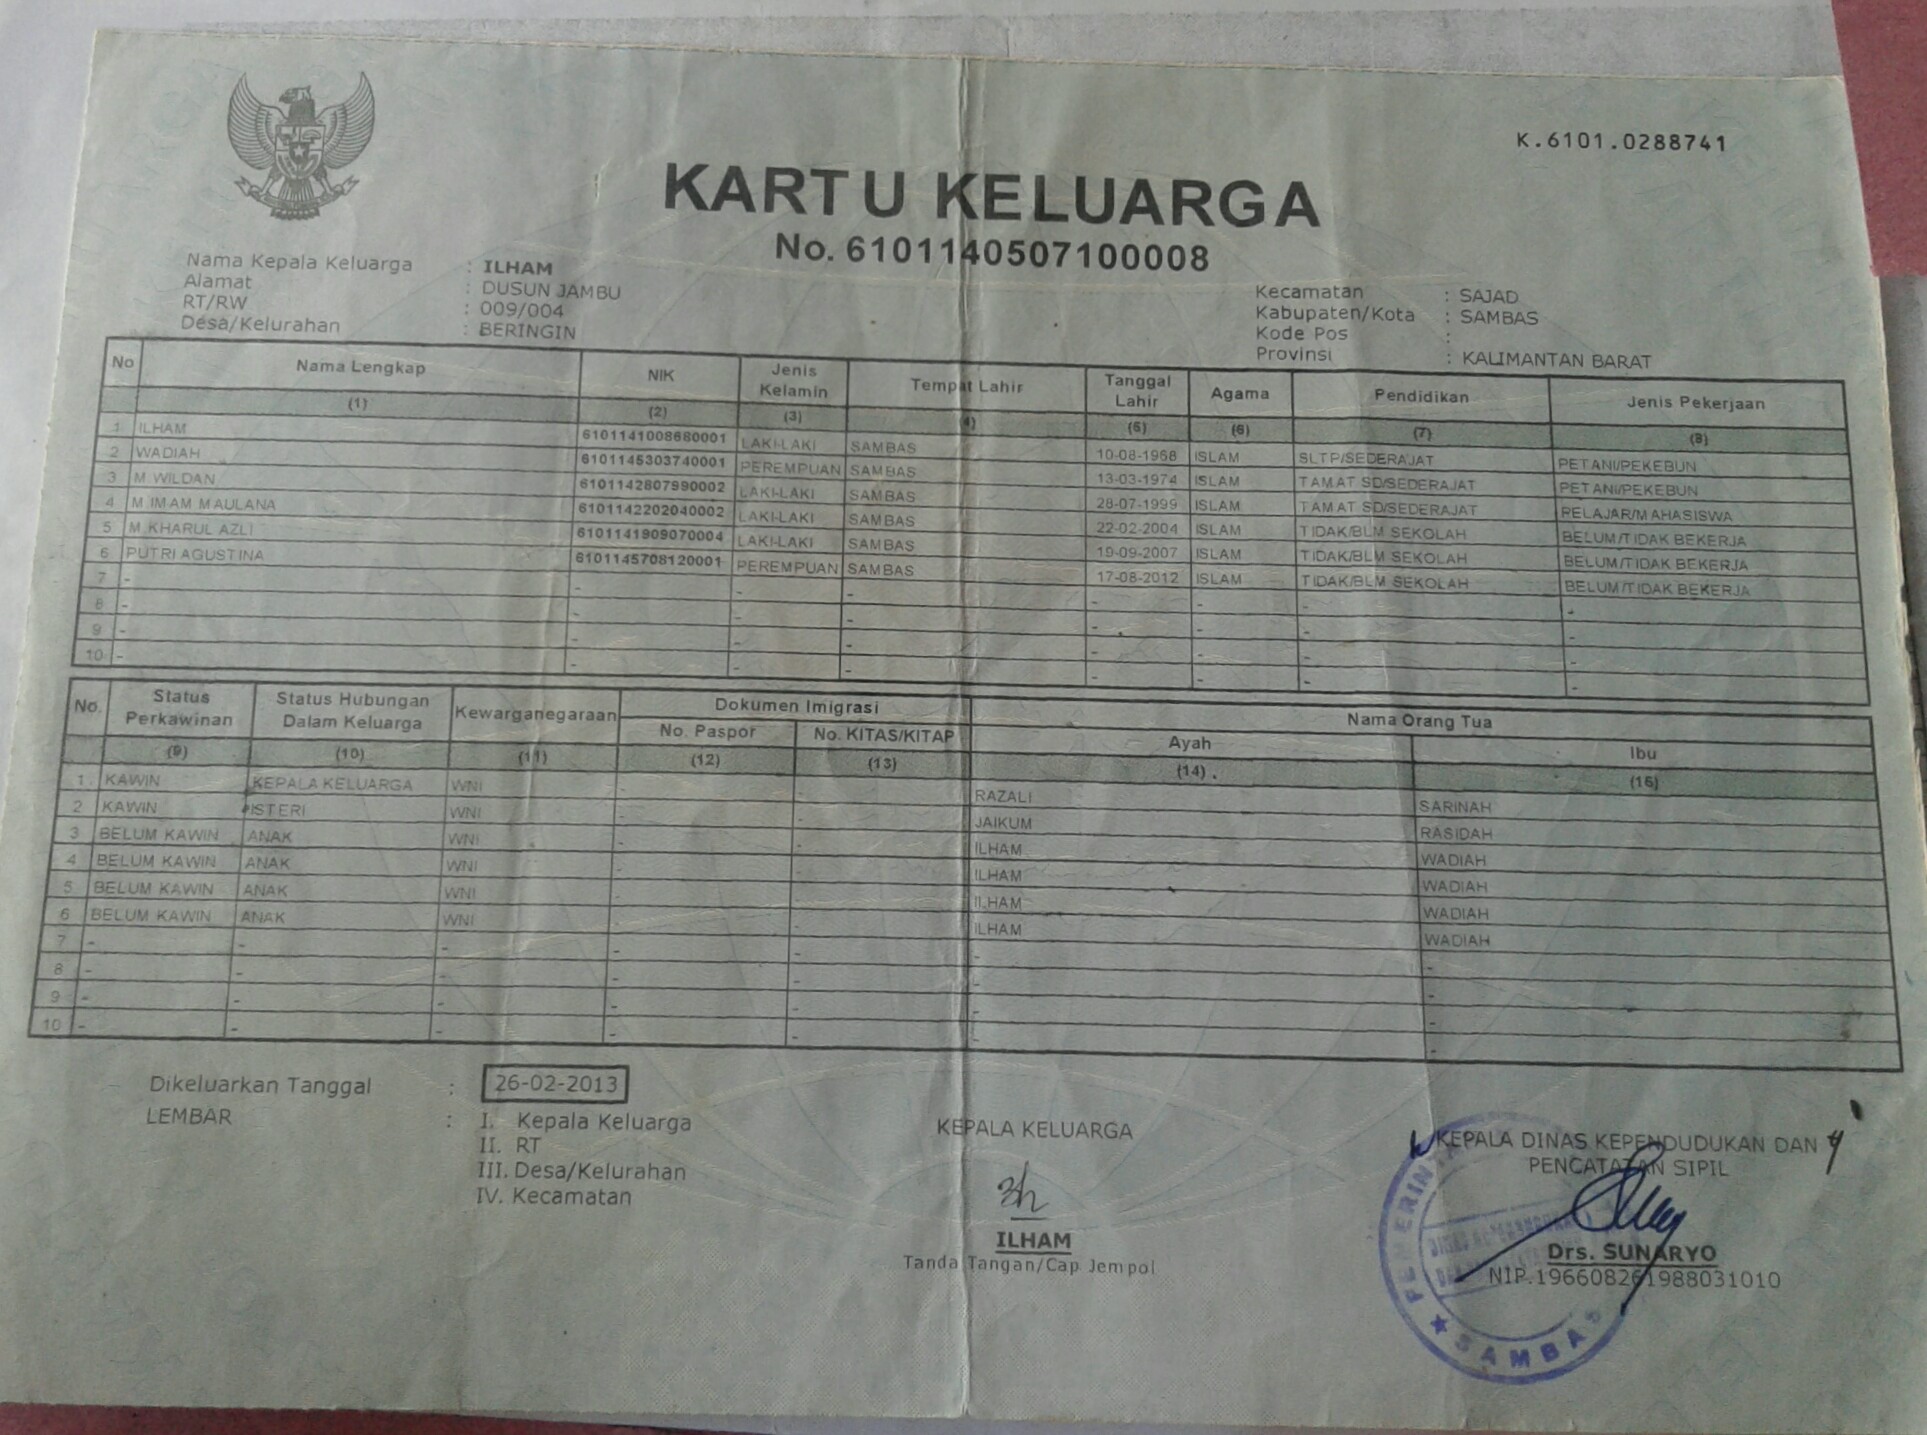 K.6101.0288741
KARTU KELUARGA
No. 6101140507100008
Nama Kepala Keluarga : ILHAM
Alamat : DUSUN JAMBU
RT/RW : 009/004
Desa/Kelurahan : BERINGIN
Kecamatan : SAJAD
Kabupaten/Kota : SAMBAS
Kode Pos :
Provinsi : KALIMANTAN BARAT
No Nama Lengkap NIK Jenis Kelamin Tempat Lahir Tanggal Lahir Agama Pendidikan Jenis Pekerjaan
(1) (2) (3) (4) (5) (6) (7) (8)
1 ILHAM 6101141008680001 LAKI-LAKI SAMBAS 10-08-1968 ISLAM SLTP/SEDERAJAT PETANI/PEKEBUN
2 WADIAH 6101145303740001 PEREMPUAN SAMBAS 13-03-1974 ISLAM TAMAT SD/SEDERAJAT PETANI/PEKEBUN
3 M.WILDAN 6101142807990002 LAKI-LAKI SAMBAS 28-07-1999 ISLAM TAMAT SD/SEDERAJAT PELAJAR/MAHASISWA
4 M.IMAM MAULANA 6101142202040002 LAKI-LAKI SAMBAS 22-02-2004 ISLAM TIDAK/BLM SEKOLAH BELUM/TIDAK BEKERJA
5 M.KHARUL AZLI 6101141909070004 LAKI-LAKI SAMBAS 19-09-2007 ISLAM TIDAK/BLM SEKOLAH BELUM/TIDAK BEKERJA
6 PUTRI AGUSTINA 6101145708120001 PEREMPUAN SAMBAS 17-08-2012 ISLAM TIDAK/BLM SEKOLAH BELUM/TIDAK BEKERJA
7 - - - - - - - -
8 - - - - - - - -
9 - - - - - - - -
10 - - - - - - - -
No. Status Perkawinan Status Hubungan Dalam Keluarga Kewarganegaraan Dokumen Imigrasi Nama Orang Tua
No. Paspor No. KITAS/KITAP Ayah Ibu
(9) (10) (11) (12) (13) (14) (15)
1 KAWIN KEPALA KELUARGA WNI - - RAZALI SARINAH
2 KAWIN ISTERI WNI - - JAIKUM RASIDAH
3 BELUM KAWIN ANAK WNI - - ILHAM WADIAH
4 BELUM KAWIN ANAK WNI - - ILHAM WADIAH
5 BELUM KAWIN ANAK WNI - - ILHAM WADIAH
6 BELUM KAWIN ANAK WNI - - ILHAM WADIAH
7 - - - - - - -
8 - - - - - - -
9 - - - - - - -
10 - - - - - - -
Dikeluarkan Tanggal : 26-02-2013
LEMBAR : I. Kepala Keluarga
II. RT
III. Desa/Kelurahan
IV. Kecamatan
KEPALA KELUARGA
ILHAM
Tanda Tangan/Cap Jempol
KEPALA DINAS KEPENDUDUKAN DAN
PENCATATAN SIPIL
Drs. SUNARYO
NIP.196608261988031010
SAMBAS